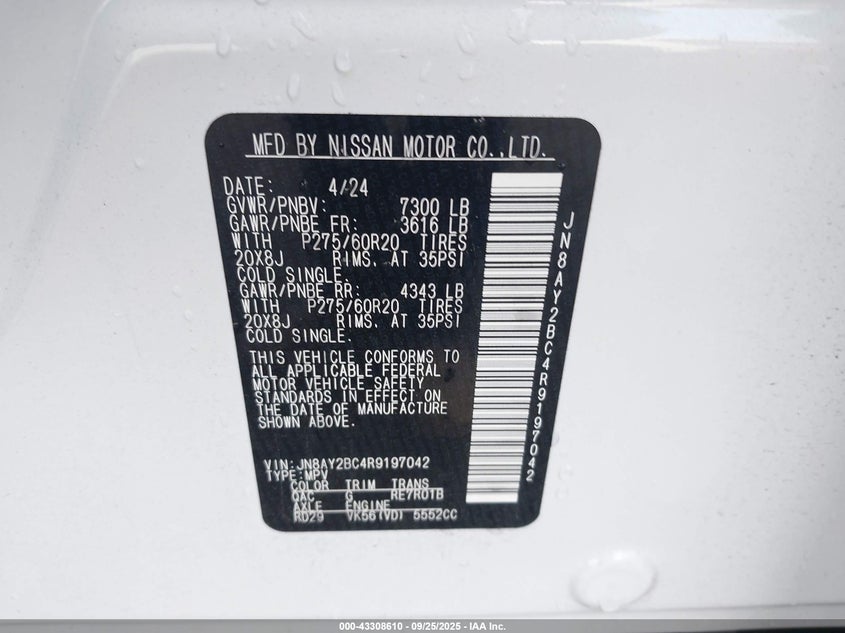 MFD BY NISSAN MOTOR CO.,LTD.
DATE: 4/24
GVWR/PNBV: 7300 LB
GAWR/PNBE FR: 3616 LB
WITH P275/60R20 TIRES
20X8J RIMS. AT 35PSI
COLD SINGLE.
GAWR/PNBE RR: 4343 LB
WITH P275/60R20 TIRES
20X8J RIMS. AT 35PSI
COLD SINGLE.
THIS VEHICLE CONFORMS TO
ALL APPLICABLE FEDERAL
MOTOR VEHICLE SAFETY
STANDARDS IN EFFECT ON
THE DATE OF MANUFACTURE
SHOWN ABOVE.
VIN:JN8AY2BC4R9197042
TYPE:MPV
COLOR TRIM TRANS
QAC G RE7R01B
AXLE ENGINE
RD29 VK56(VD) 5552CC
JN8AY2BC4R9197042
000-43308610 - 09/25/2025 - IAA Inc.